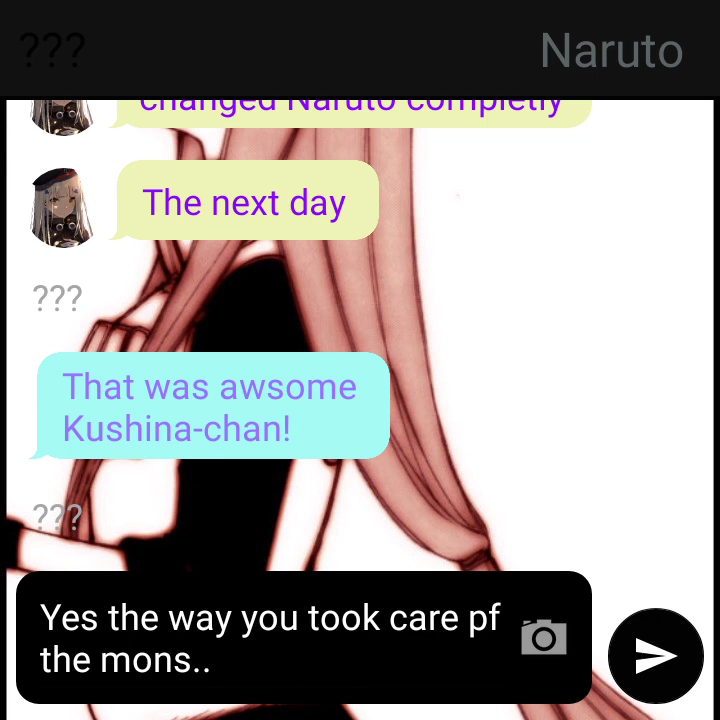 ??? Naruto
changed Naruto completly
The next day
???
That was awsome
Kushina-chan!
???
Yes the way you took care pf
the mons..